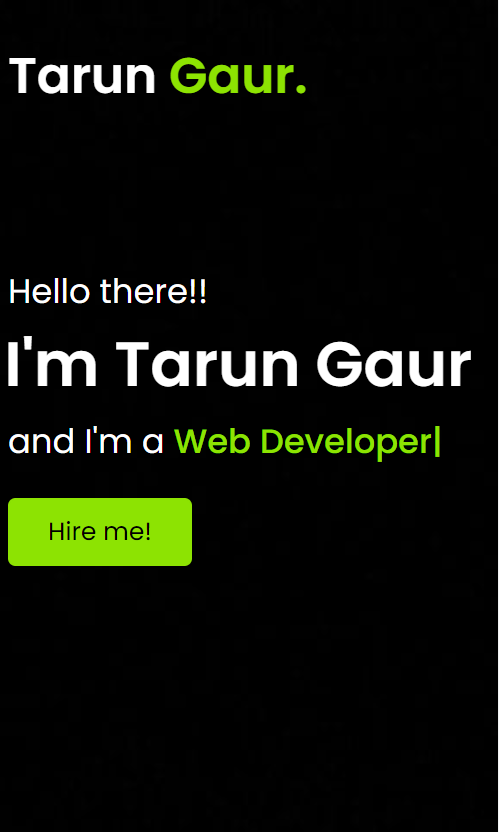 Tarun Gaur.
Hello there!!
I'm Tarun Gaur
and I'm a Web Developer|
Hire me!